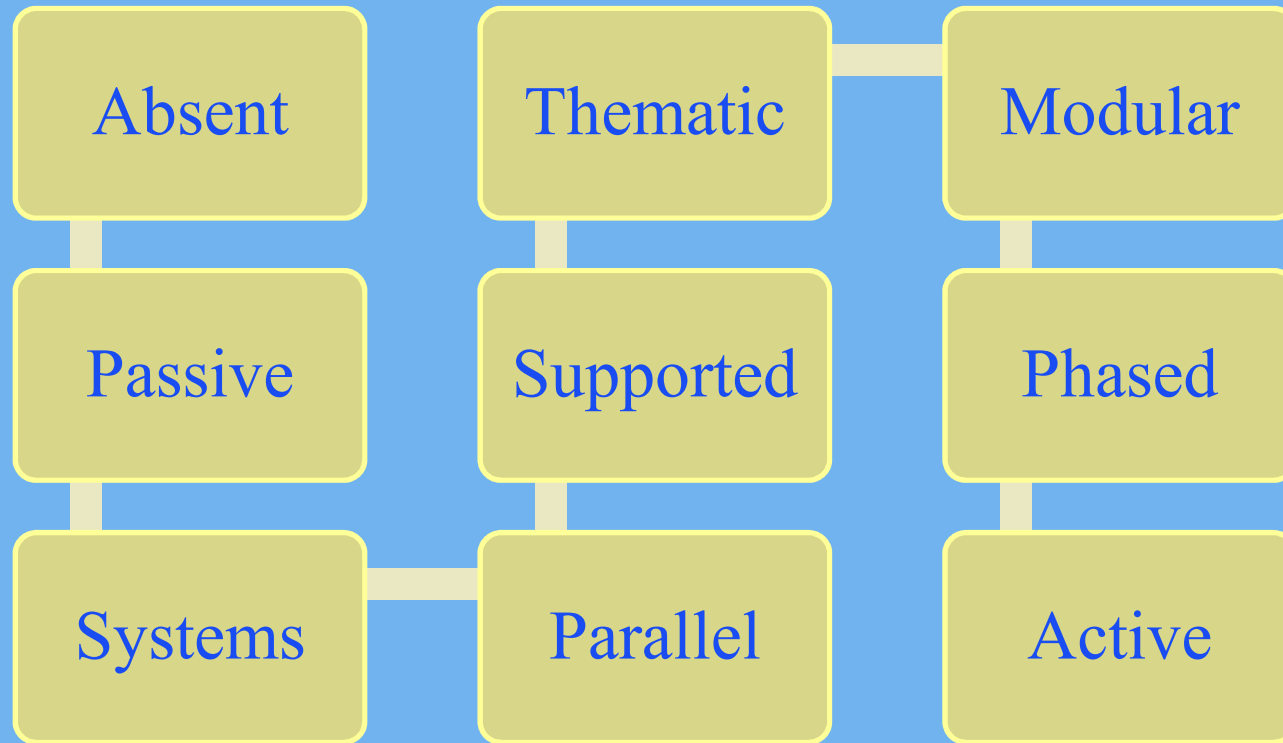 Absent
Passive
Systems
Parallel
Supported
Thematic
Modular
Phased
Active